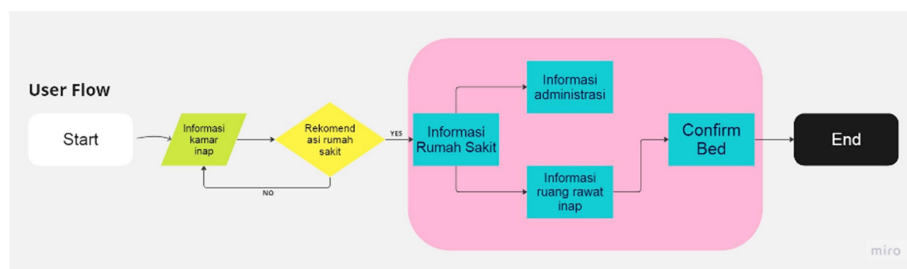 User Flow
Start
Informasi
kamar
inap
Rekomend
asi rumah
sakit
YES
NO
Informasi
Rumah Sakit
Informasi
administrasi
Informasi
ruang rawat
inap
Confirm
Bed
End
miro